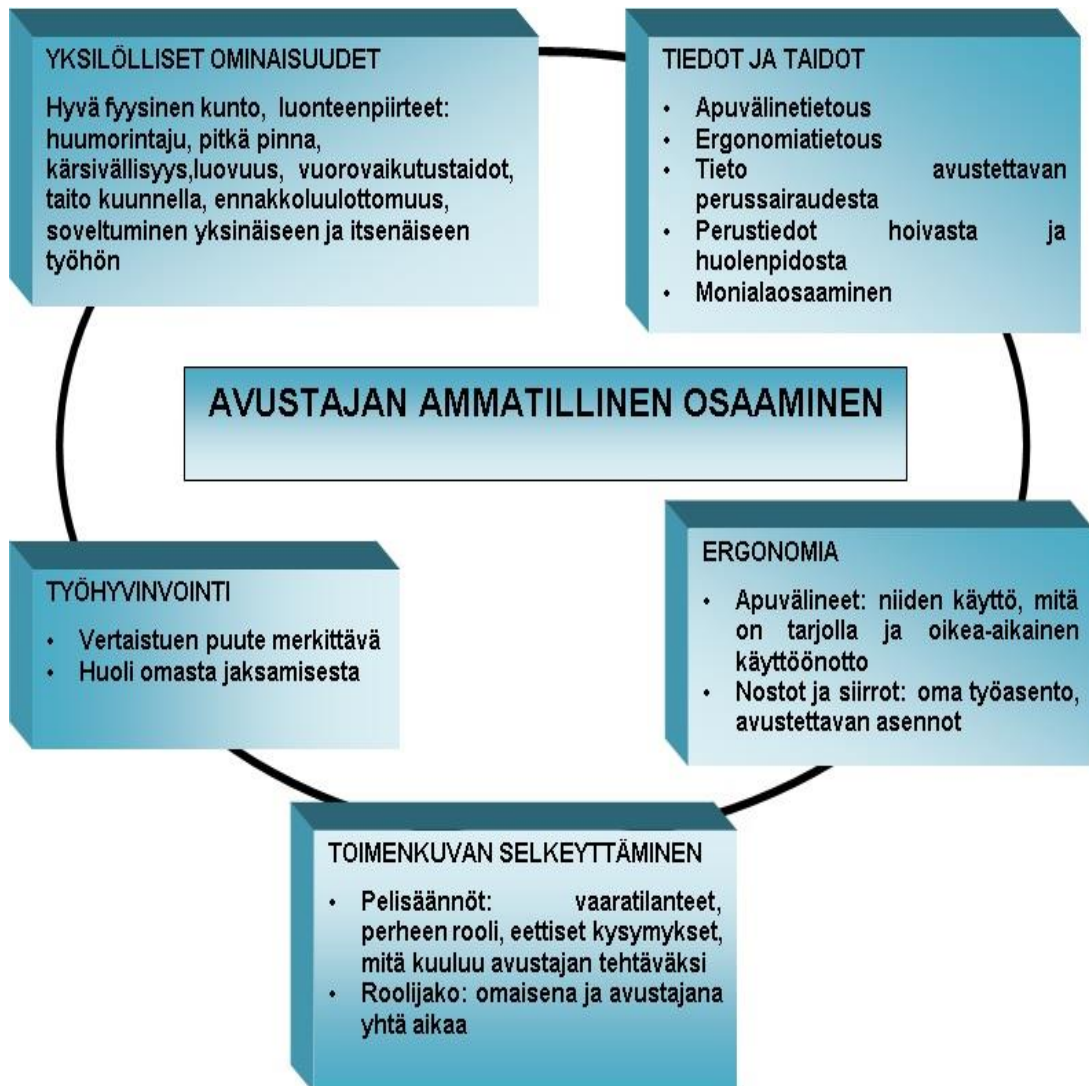 YKSILÖLLISET OMINAISUUDET
Hyvä fyysinen kunto, luonteenpiirteet:
huumorintaju, pitkä pinna,
kärsivällisyys,luovuus, vuorovaikutustaidot,
taito kuunnella, ennakkoluulottomuus,
soveltuminen yksinäiseen ja itsenäiseen
työhön
TIEDOT JA TAIDOT
• Apuvälinetietous
• Ergonomiatietous
• Tieto avustettavan
perussairaudesta
• Perustiedot hoivasta ja
huolenpidosta
• Monialaosaaminen
AVUSTAJAN AMMATILLINEN OSAAMINEN
TYÖHYVINVOINTI
• Vertaistuen puute merkittävä
• Huoli omasta jaksamisesta
ERGONOMIA
• Apuvälineet: niiden käyttö, mitä
on tarjolla ja oikea-aikainen
käyttöönotto
• Nostot ja siirrot: oma työasento,
avustettavan asennot
TOIMENKUVAN SELKEYTTÄMINEN
• Pelisäännöt: vaaratilanteet,
perheen rooli, eettiset kysymykset,
mitä kuuluu avustajan tehtäväksi
• Roolijako: omaisena ja avustajana
yhtä aikaa